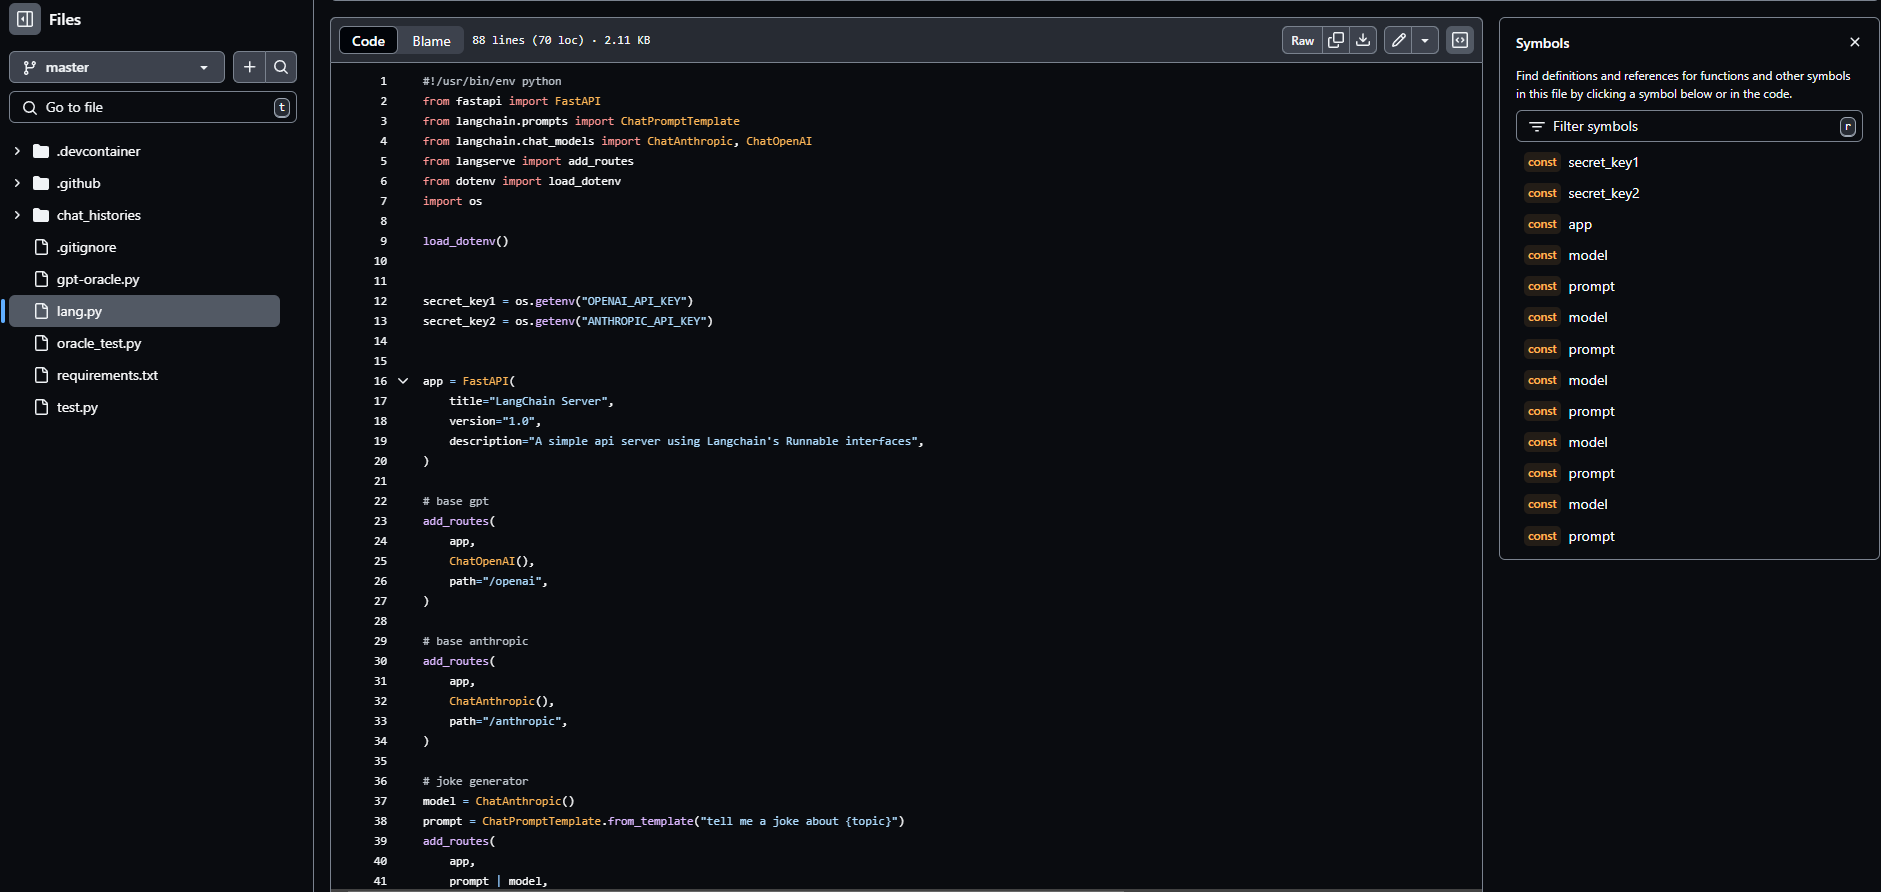 Files
master
Go to file
t
.devcontainer
.github
chat_histories
.gitignore
gpt-oracle.py
lang.py
oracle_test.py
requirements.txt
test.py
Code Blame 88 lines (70 loc) · 2.11 KB Raw
1 #!/usr/bin/env python
2 from fastapi import FastAPI
3 from langchain.prompts import ChatPromptTemplate
4 from langchain.chat_models import ChatAnthropic, ChatOpenAI
5 from langserve import add_routes
6 from dotenv import load_dotenv
7 import os
8
9 load_dotenv()
10
11
12 secret_key1 = os.getenv("OPENAI_API_KEY")
13 secret_key2 = os.getenv("ANTHROPIC_API_KEY")
14
15
16 app = FastAPI(
17 title="LangChain Server",
18 version="1.0",
19 description="A simple api server using Langchain's Runnable interfaces",
20 )
21
22 # base gpt
23 add_routes(
24 app,
25 ChatOpenAI(),
26 path="/openai",
27 )
28
29 # base anthropic
30 add_routes(
31 app,
32 ChatAnthropic(),
33 path="/anthropic",
34 )
35
36 # joke generator
37 model = ChatAnthropic()
38 prompt = ChatPromptTemplate.from_template("tell me a joke about {topic}")
39 add_routes(
40 app,
41 prompt | model,
Symbols
Find definitions and references for functions and other symbols
in this file by clicking a symbol below or in the code.
Filter symbols
r
const secret_key1
const secret_key2
const app
const model
const prompt
const model
const prompt
const model
const prompt
const model
const prompt
const model
const prompt